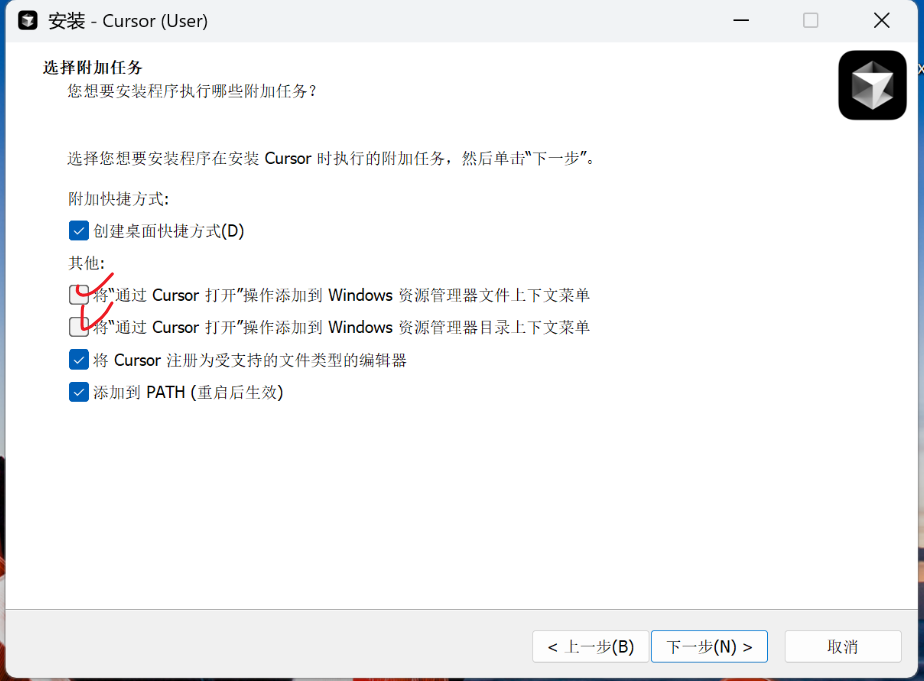 安装 - Cursor (User)
选择附加任务
您想要安装程序执行哪些附加任务?
选择您想要安装程序在安装 Cursor 时执行的附加任务，然后单击“下一步”。
附加快捷方式:
创建桌面快捷方式(D)
其他:
将“通过 Cursor 打开”操作添加到 Windows 资源管理器文件上下文菜单
将“通过 Cursor 打开”操作添加到 Windows 资源管理器目录上下文菜单
将 Cursor 注册为受支持的文件类型的编辑器
添加到 PATH (重启后生效)
< 上一步(B) 下一步(N) > 取消